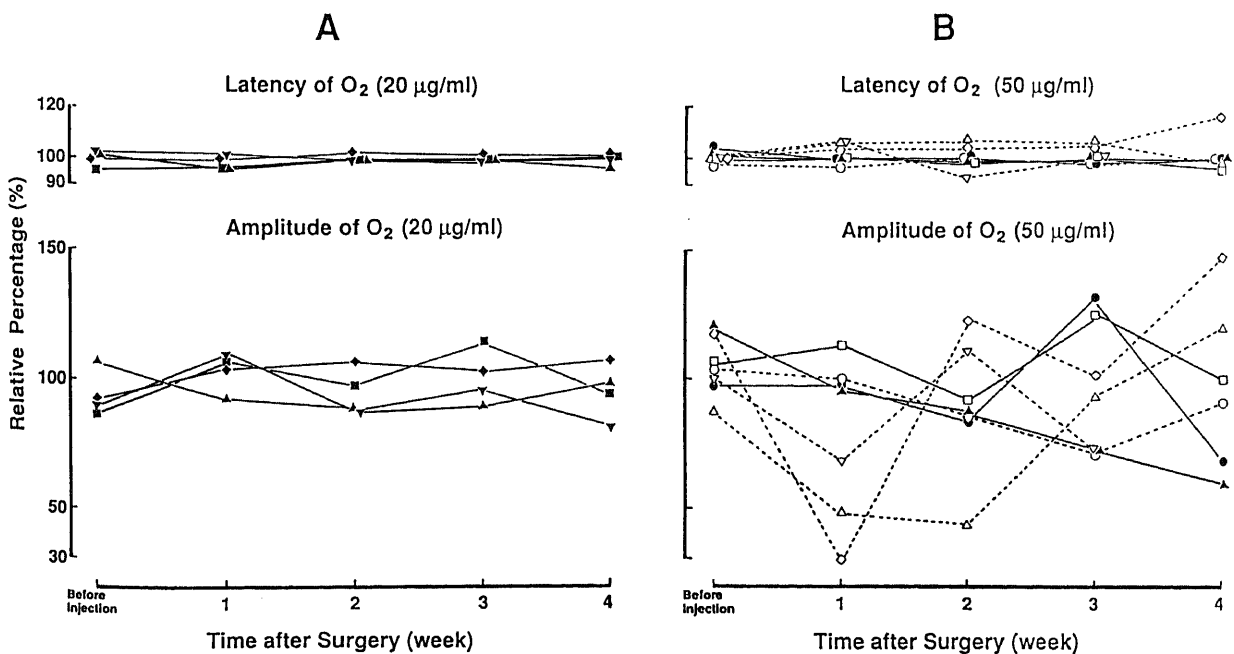 A
B
Latency of O2 (20 μg/ml)
Latency of O2 (50 μg/ml)
120
100
90
Amplitude of O2 (20 μg/ml)
Amplitude of O2 (50 μg/ml)
150
100
50
30
Relative Percentage (%)
Before Injection 1 2 3 4
Before Injection 1 2 3 4
Time after Surgery (week)
Time after Surgery (week)